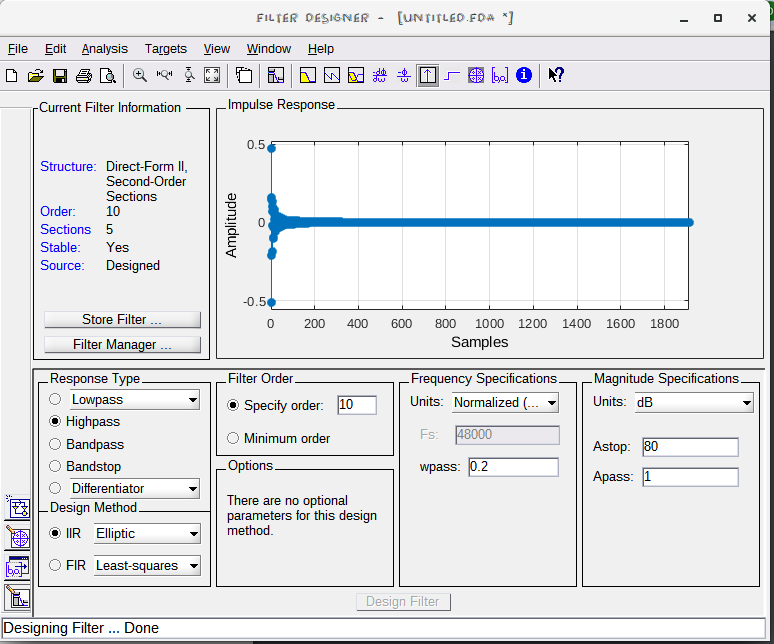 FILTER DESIGNER - [UNTITLED.FDA *]
File Edit Analysis Targets View Window Help
Current Filter Information
Structure: Direct-Form II,
Second-Order
Sections
Order: 10
Sections 5
Stable: Yes
Source: Designed
Store Filter ...
Filter Manager ...
Impulse Response
Amplitude
0.5
0
-0.5
0 200 400 600 800 1000 1200 1400 1600 1800
Samples
Response Type
Lowpass
Highpass
Bandpass
Bandstop
Differentiator
Design Method
IIR Elliptic
FIR Least-squares
Filter Order
Specify order: 10
Minimum order
Options
There are no optional
parameters for this design
method.
Frequency Specifications
Units: Normalized (...
Fs: 48000
wpass: 0.2
Magnitude Specifications
Units: dB
Astop: 80
Apass: 1
Design Filter
Designing Filter ... Done